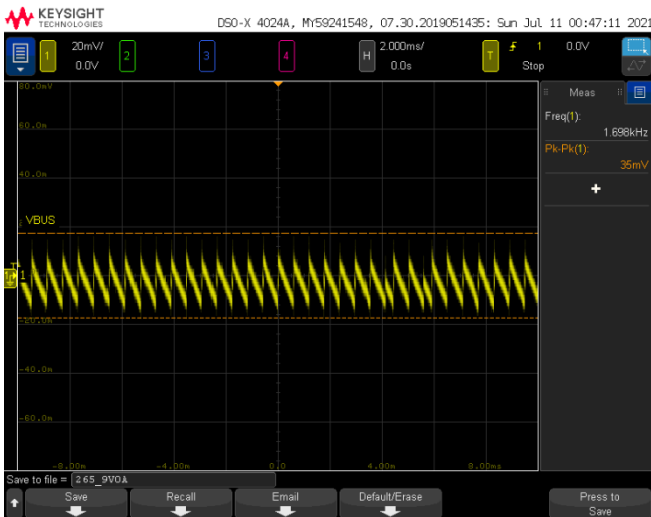 KEYSIGHT
TECHNOLOGIES
DSO-X 4024A, MY59241548, 07.30.2019051435: Sun Jul 11 00:47:11 2021
1 20mV/ 0.0V 2 3 4 H 2.000ms/ 0.0s T 1 0.0V Stop
80.0mV
60.0m
40.0m
VBUS
1
-20.0m
-40.0m
-60.0m
-8.00m -4.00m 0.0 4.00m 8.00ms
Meas
Freq(1):
1.698kHz
Pk-Pk(1):
35mV
Save to file = 265_9V0A
Save Recall Email Default/Erase Press to Save